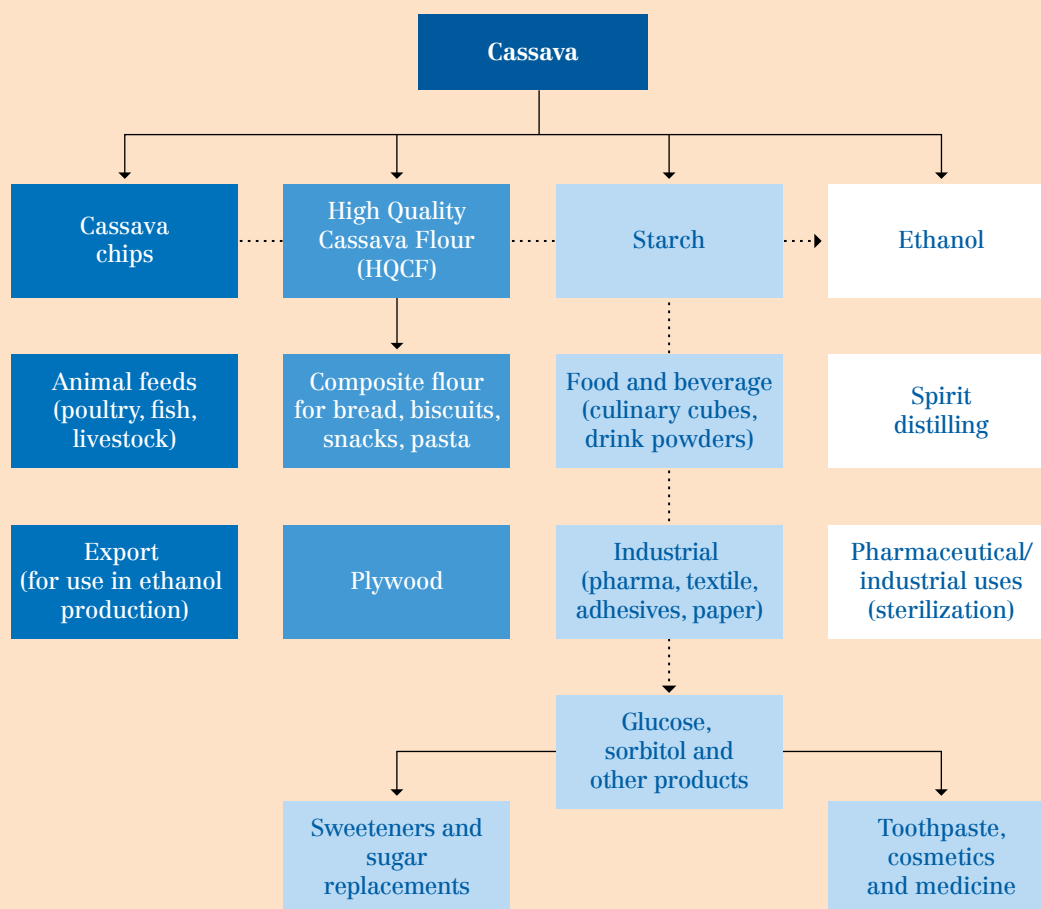 Cassava
Cassava
chips
High Quality
Cassava Flour
(HQCF)
Starch
Ethanol
Animal feeds
(poultry, fish,
livestock)
Composite flour
for bread, biscuits,
snacks, pasta
Food and beverage
(culinary cubes,
drink powders)
Spirit
distilling
Export
(for use in ethanol
production)
Plywood
Industrial
(pharma, textile,
adhesives, paper)
Pharmaceutical/
industrial uses
(sterilization)
Glucose,
sorbitol and
other products
Sweeteners and
sugar
replacements
Toothpaste,
cosmetics
and medicine